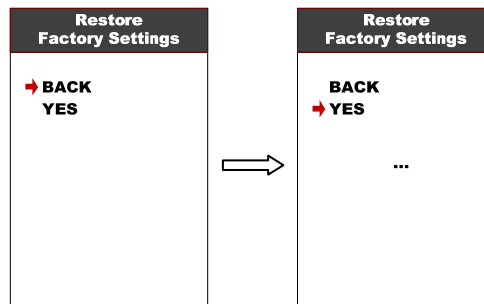 Restore
Factory Settings
BACK
YES
Restore
Factory Settings
BACK
YES
...